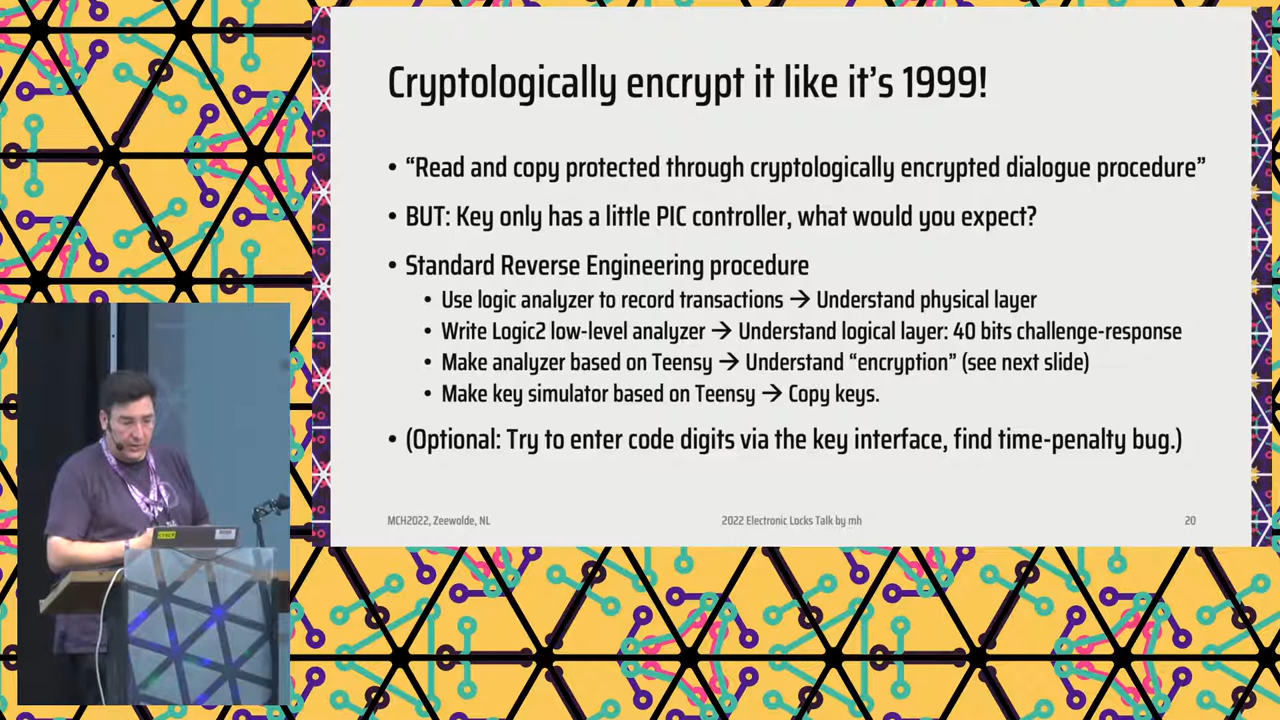 Cryptologically encrypt it like it’s 1999!
• “Read and copy protected through cryptologically encrypted dialogue procedure”
• BUT: Key only has a little PIC controller, what would you expect?
• Standard Reverse Engineering procedure
• Use logic analyzer to record transactions → Understand physical layer
• Write Logic2 low-level analyzer → Understand logical layer: 40 bits challenge-response
• Make analyzer based on Teensy → Understand “encryption” (see next slide)
• Make key simulator based on Teensy → Copy keys.
• (Optional: Try to enter code digits via the key interface, find time-penalty bug.)
MCH2022, Zeewolde, NL
2022 Electronic Locks Talk by mh
20